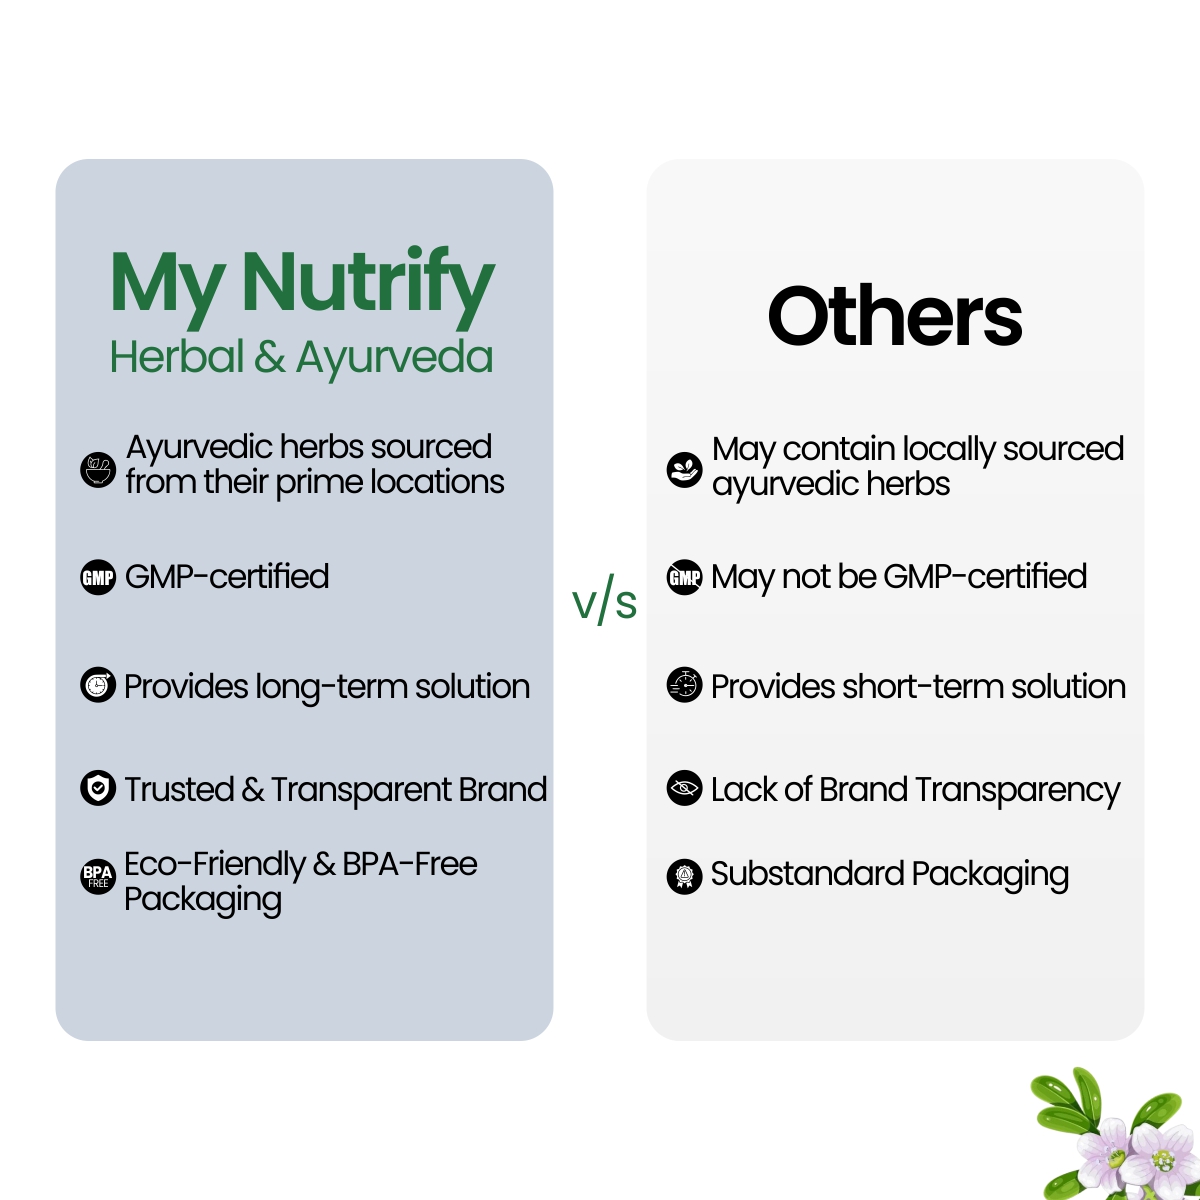 My Nutrify
Herbal & Ayurveda
Ayurvedic herbs sourced
from their prime locations
GMP
GMP-certified
Provides long-term solution
Trusted & Transparent Brand
BPA
FREE
Eco-Friendly & BPA-Free
Packaging
v/s
Others
May contain locally sourced
ayurvedic herbs
GMP
May not be GMP-certified
Provides short-term solution
Lack of Brand Transparency
Substandard Packaging